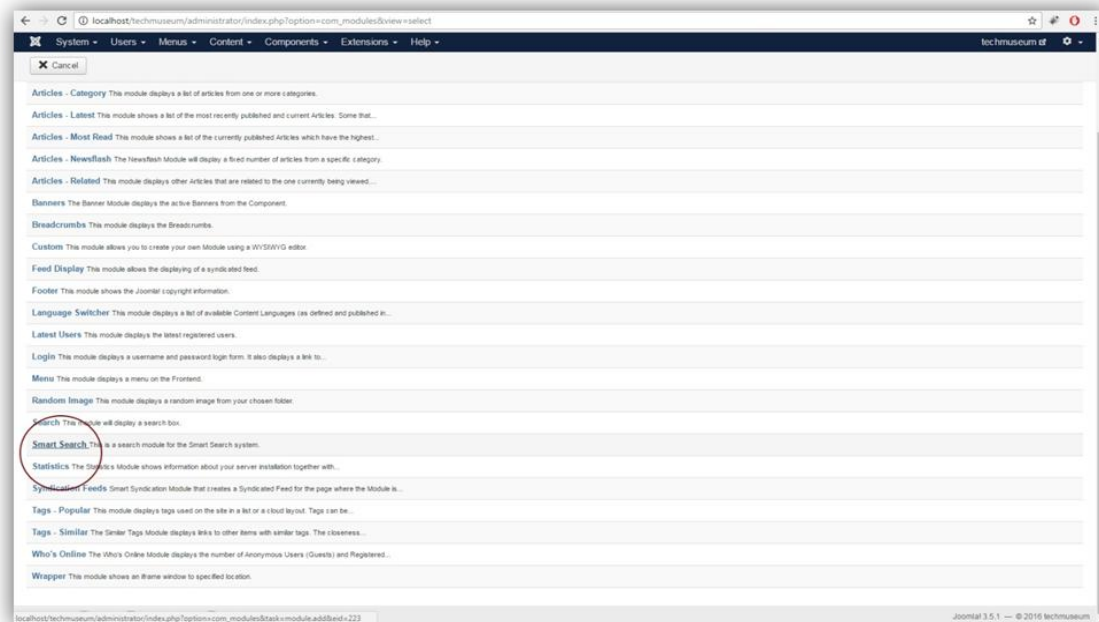 localhost/techmuseum/administrator/index.php?option=com_modules&view=select
System Users Menus Content Components Extensions Help techmuseum
Cancel
Articles - Category This module displays a list of articles from one or more categories.
Articles - Latest This module shows a list of the most recently published and current Articles. Some that...
Articles - Most Read This module shows a list of the currently published Articles which have the highest...
Articles - Newsflash The Newsflash Module will display a fixed number of articles from a specific category.
Articles - Related This module displays other Articles that are related to the one currently being viewed....
Banners The Banner Module displays the active Banners from the Component.
Breadcrumbs This module displays the Breadcrumbs.
Custom This module allows you to create your own Module using a WYSIWYG editor.
Feed Display This module allows the displaying of a syndicated feed.
Footer This module shows the Joomla! copyright information.
Language Switcher This module displays a list of available Content Languages (as defined and published in...
Latest Users This module displays the latest registered users.
Login This module displays a username and password login form. It also displays a link to...
Menu This module displays a menu on the Frontend.
Random Image This module displays a random image from your chosen folder.
Search This module will display a search box.
Smart Search This is a search module for the Smart Search system.
Statistics The Statistics Module shows information about your server installation together with...
Syndication Feeds Smart Syndication Module that creates a Syndicated Feed for the page where the Module is...
Tags - Popular This module displays tags used on the site in a list or a cloud layout. Tags can be...
Tags - Similar The Similar Tags Module displays links to other items with similar tags. The closeness...
Who's Online The Who's Online Module displays the number of Anonymous Users (Guests) and Registered...
Wrapper This module shows an iframe window to specified location.
localhost/techmuseum/administrator/index.php?option=com_modules&task=module.add&eid=223
Joomla! 3.5.1 — © 2016 techmuseum